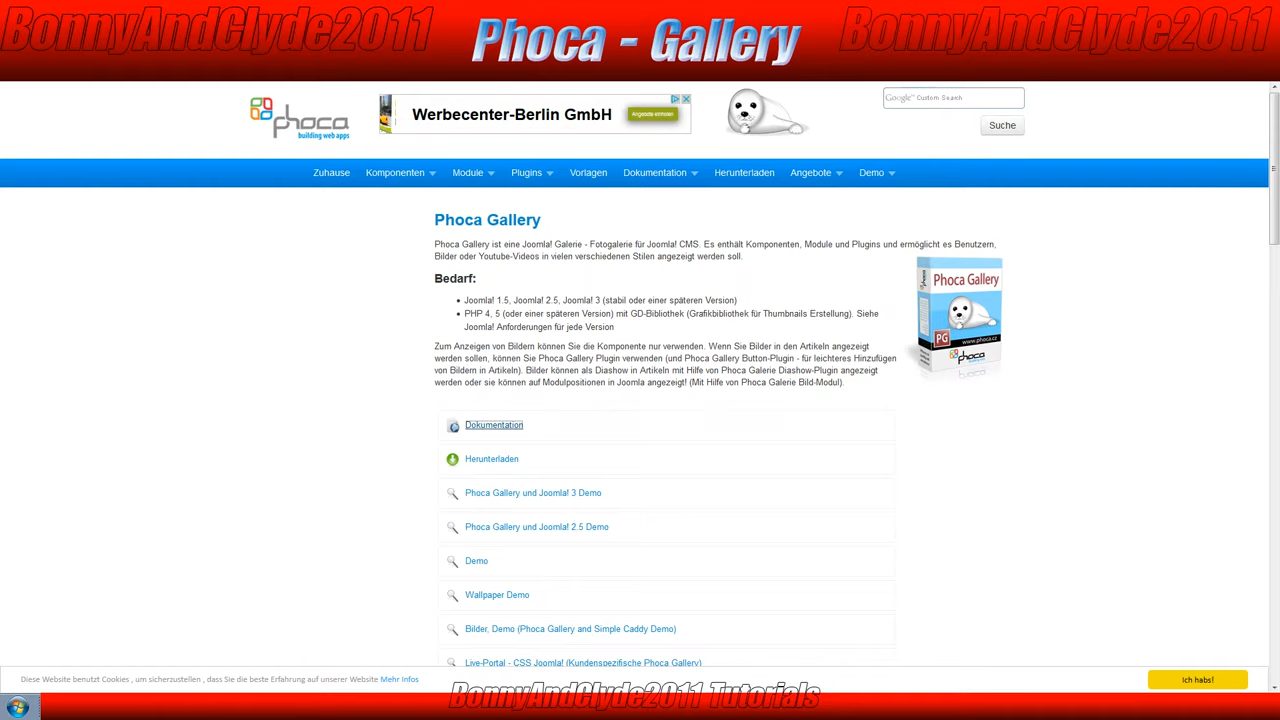 BonnyAndClyde2011 Phoca - Gallery BonnyAndClyde2011
phoca
building web apps
Werbecenter-Berlin GmbH Angebote einholen
Google™ Custom Search
Suche
Zuhause Komponenten Module Plugins Vorlagen Dokumentation Herunterladen Angebote Demo
Phoca Gallery
Phoca Gallery ist eine Joomla! Galerie - Fotogalerie für Joomla! CMS. Es enthält Komponenten, Module und Plugins und ermöglicht es Benutzern,
Bilder oder Youtube-Videos in vielen verschiedenen Stilen angezeigt werden soll.
Bedarf:
Joomla! 1.5, Joomla! 2.5, Joomla! 3 (stabil oder einer späteren Version)
PHP 4, 5 (oder einer späteren Version) mit GD-Bibliothek (Grafikbibliothek für Thumbnails Erstellung). Siehe
Joomla! Anforderungen für jede Version
Zum Anzeigen von Bildern können Sie die Komponente nur verwenden. Wenn Sie Bilder in den Artikeln angezeigt
werden sollen, können Sie Phoca Gallery Plugin verwenden (und Phoca Gallery Button-Plugin - für leichteres Hinzufügen
von Bildern in Artikeln). Bilder können als Diashow in Artikeln mit Hilfe von Phoca Galerie Diashow-Plugin angezeigt
werden oder sie können auf Modulpositionen in Joomla angezeigt! (Mit Hilfe von Phoca Galerie Bild-Modul).
Phoca Gallery
PG
www.phoca.cz
phoca
Dokumentation
Herunterladen
Phoca Gallery und Joomla! 3 Demo
Phoca Gallery und Joomla! 2.5 Demo
Demo
Wallpaper Demo
Bilder, Demo (Phoca Gallery and Simple Caddy Demo)
Live-Portal - CSS Joomla! (Kundenspezifische Phoca Gallery)
Diese Website benutzt Cookies , um sicherzustellen , dass Sie die beste Erfahrung auf unserer Website Mehr Infos
Ich habs!
BonnyAndClyde2011 Tutorials